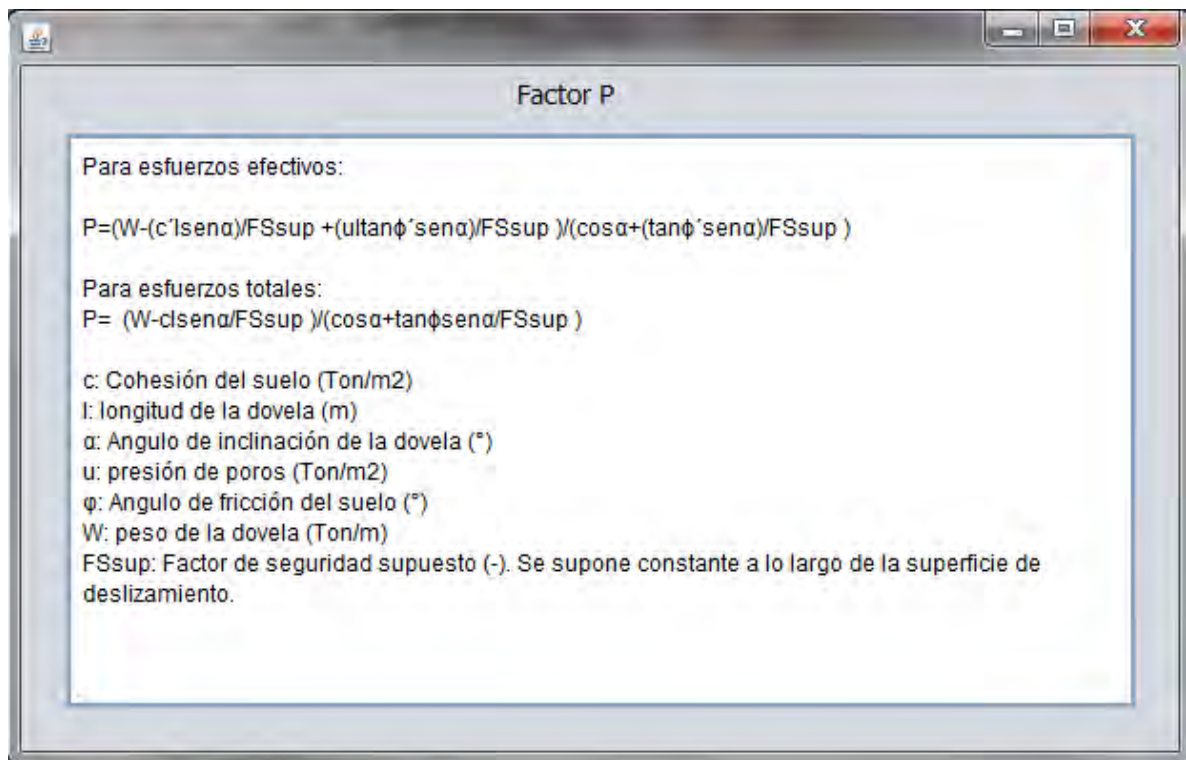 Factor P
Para esfuerzos efectivos:
P=(W-(c´lsenα)/FSsup +(ultanϕ´senα)/FSsup )/(cosα+(tanϕ´senα)/FSsup )
Para esfuerzos totales:
P=  (W-clsenα/FSsup )/(cosα+tanϕsenα/FSsup )
c: Cohesión del suelo (Ton/m2)
l: longitud de la dovela (m)
α: Angulo de inclinación de la dovela (°)
u: presión de poros (Ton/m2)
φ: Angulo de fricción del suelo (°)
W: peso de la dovela (Ton/m)
FSsup: Factor de seguridad supuesto (-). Se supone constante a lo largo de la superficie de
deslizamiento.